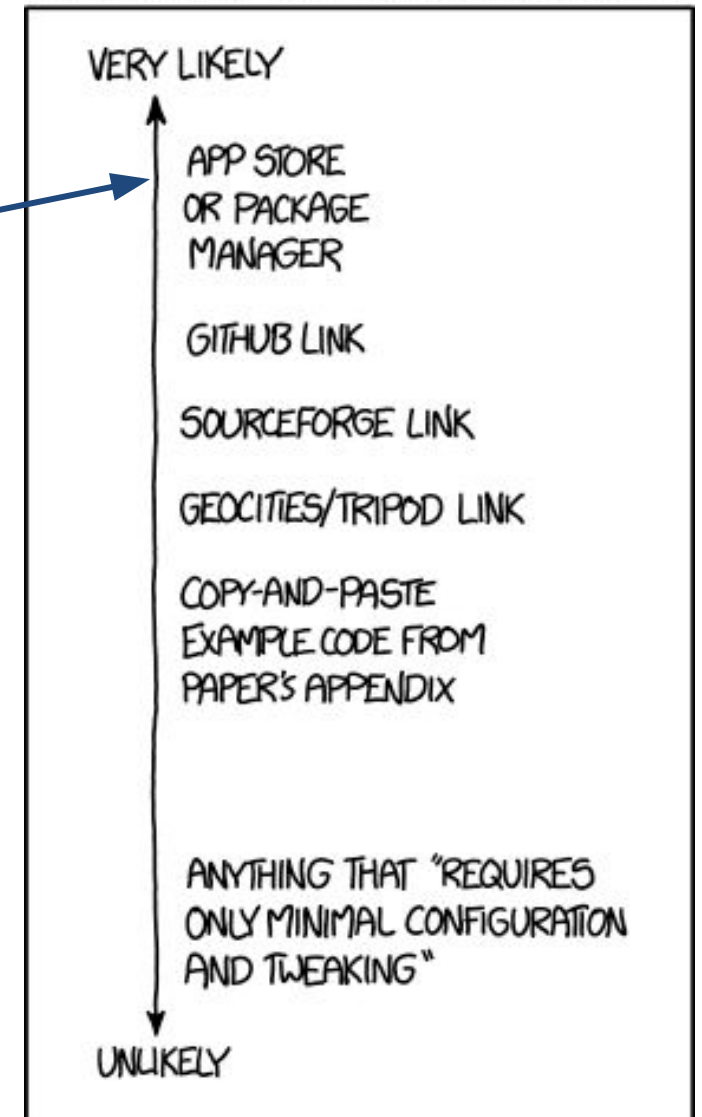 VERY LIKELY
APP STORE
OR PACKAGE
MANAGER
GITHUB LINK
SOURCEFORGE LINK
GEOCITIES/TRIPOD LINK
COPY-AND-PASTE
EXAMPLE CODE FROM
PAPER'S APPENDIX
ANYTHING THAT "REQUIRES
ONLY MINIMAL CONFIGURATION
AND TWEAKING"
UNLIKELY